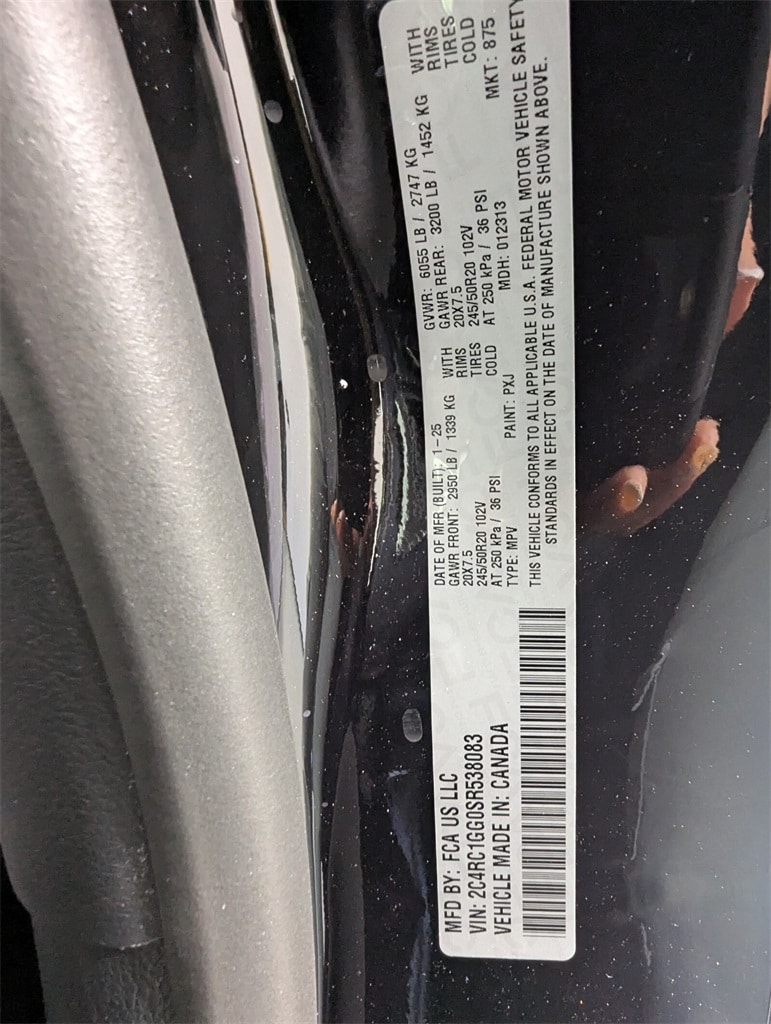 MFD BY: FCA US LLC
VIN: 2C4RC1GG0SR538083
VEHICLE MADE IN: CANADA
DATE OF MFR (BUILT): 1-25 GVWR: 6055 LB / 2747 KG
GAWR FRONT: 2950 LB / 1339 KG WITH GAWR REAR: 3200 LB / 1452 KG WITH
20X7.5 RIMS 20X7.5 RIMS
245/50R20 102V TIRES 245/50R20 102V TIRES
AT 250 kPa / 36 PSI COLD AT 250 kPa / 36 PSI COLD
TYPE: MPV PAINT: PXJ MDH: 012313 MKT: 875
THIS VEHICLE CONFORMS TO ALL APPLICABLE U.S.A. FEDERAL MOTOR VEHICLE SAFETY
STANDARDS IN EFFECT ON THE DATE OF MANUFACTURE SHOWN ABOVE.